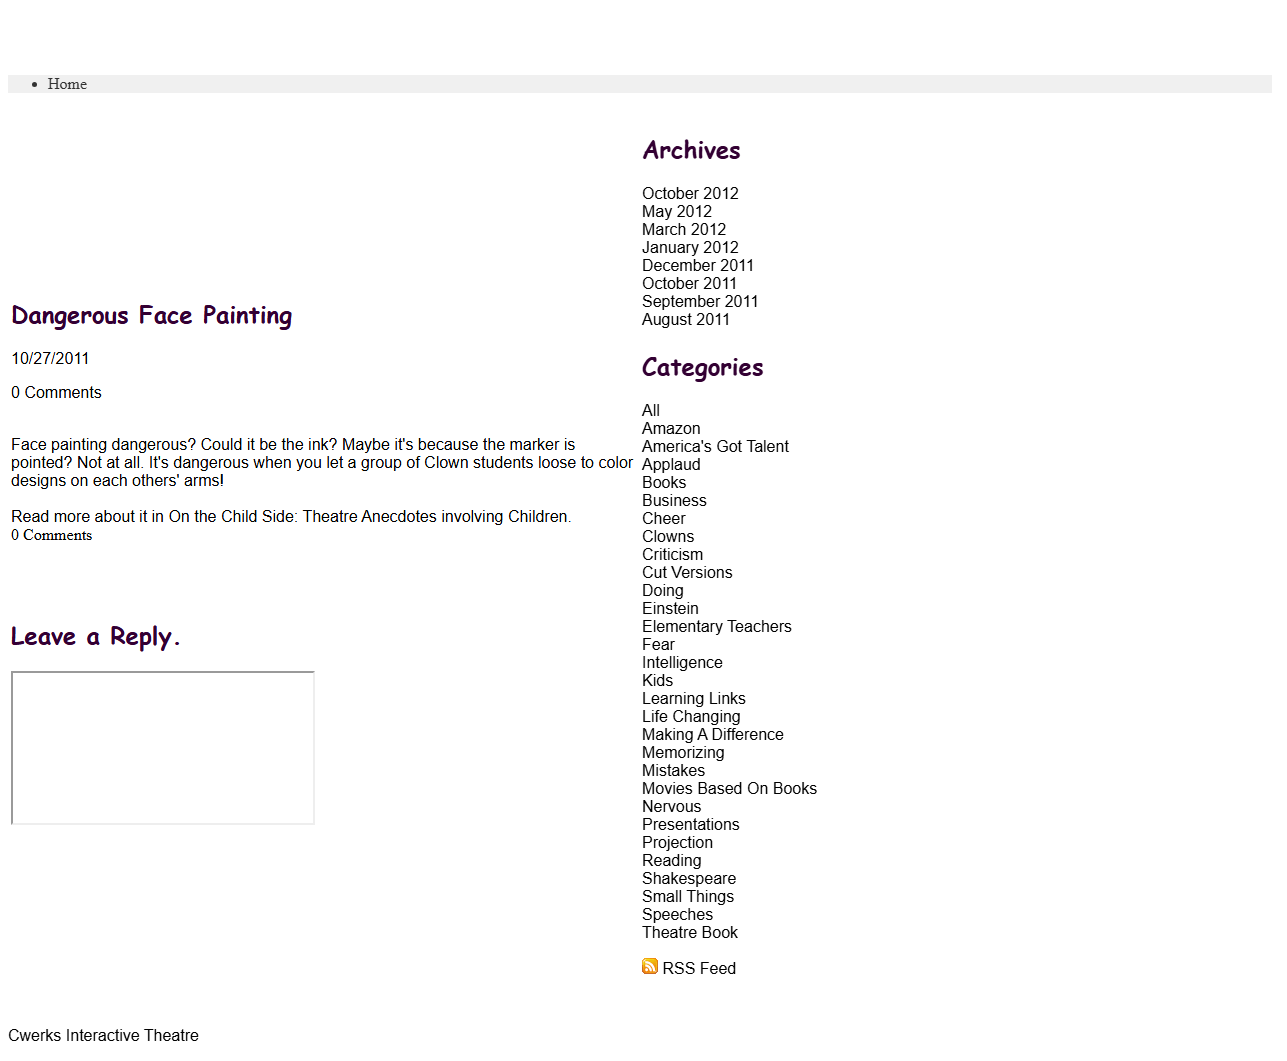 Home
Dangerous Face Painting
10/27/2011
0 Comments
Face painting dangerous? Could it be the ink? Maybe it's because the marker is
pointed? Not at all. It's dangerous when you let a group of Clown students loose to color
designs on each others' arms!
Read more about it in On the Child Side: Theatre Anecdotes involving Children.
0 Comments
Leave a Reply.
Archives
October 2012
May 2012
March 2012
January 2012
December 2011
October 2011
September 2011
August 2011
Categories
All
Amazon
America's Got Talent
Applaud
Books
Business
Cheer
Clowns
Criticism
Cut Versions
Doing
Einstein
Elementary Teachers
Fear
Intelligence
Kids
Learning Links
Life Changing
Making A Difference
Memorizing
Mistakes
Movies Based On Books
Nervous
Presentations
Projection
Reading
Shakespeare
Small Things
Speeches
Theatre Book
RSS Feed
Cwerks Interactive Theatre